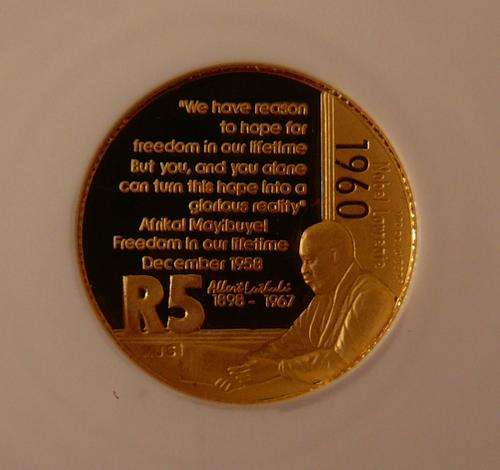 "We have reason
to hope for
freedom in our lifetime
But you, and you alone
can turn this hope into a
glorious reality"
Afrika! Mayibuye!
Freedom in our lifetime
December 1958
R5
Albert Luthuli
1898 - 1967
1960
Nobel Laureate